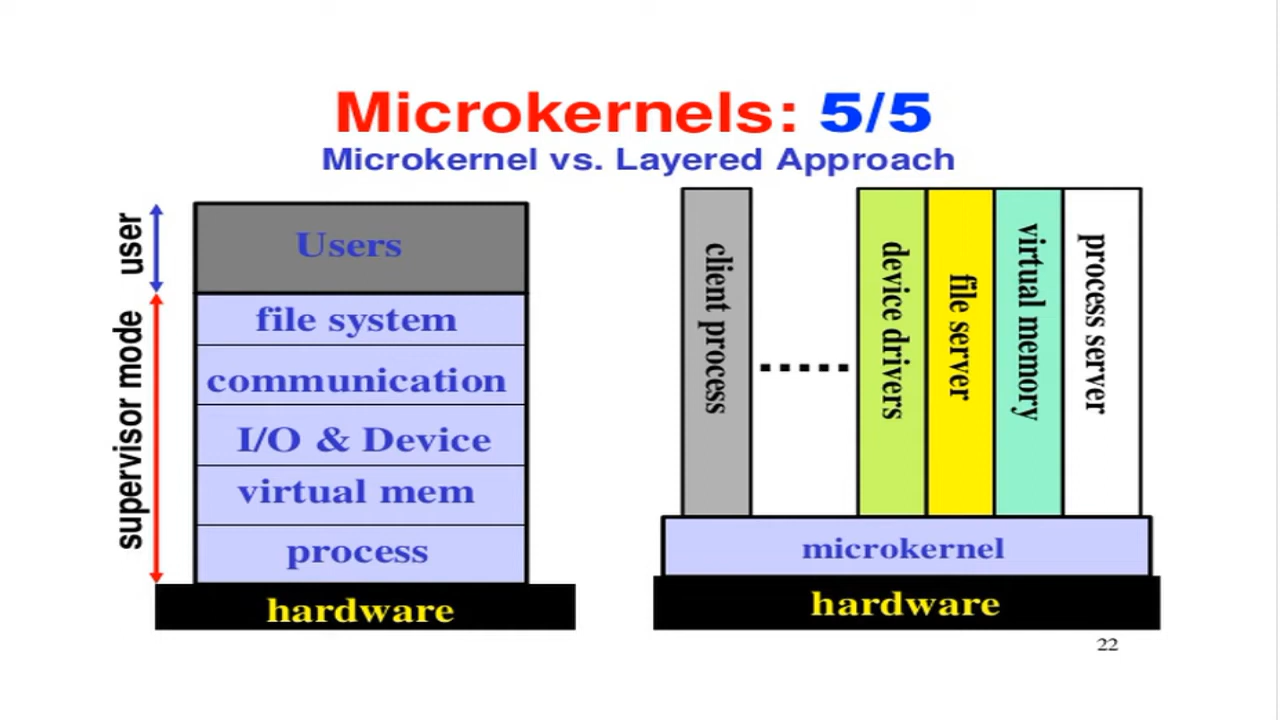 Microkernels: 5/5
Microkernel vs. Layered Approach
user
supervisor mode
Users
file system
communication
I/O & Device
virtual mem
process
hardware
client process
.....
device drivers
file server
virtual memory
process server
microkernel
hardware
22